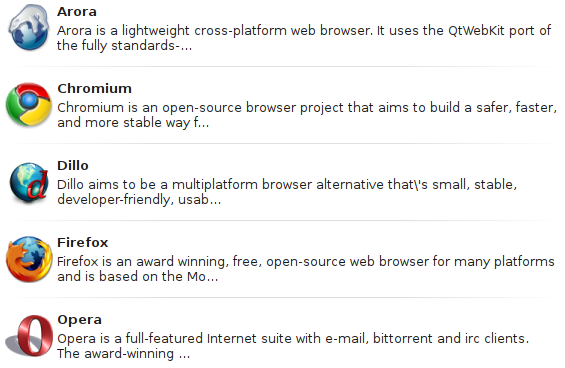 Arora
Arora is a lightweight cross-platform web browser. It uses the QtWebKit port of
the fully standards-...
Chromium
Chromium is an open-source browser project that aims to build a safer, faster,
and more stable way f...
Dillo
Dillo aims to be a multiplatform browser alternative that\'s small, stable,
developer-friendly, usab...
Firefox
Firefox is an award winning, free, open-source web browser for many platforms
and is based on the Mo...
Opera
Opera is a full-featured Internet suite with e-mail, bittorrent and irc clients.
The award-winning ...